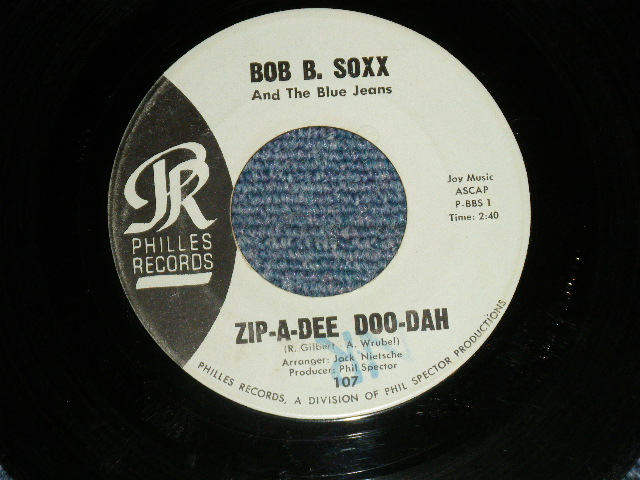 BOB B. SOXX
And The Blue Jeans
PR
PHILLES
RECORDS
Joy Music
ASCAP
P-BBS 1
Time: 2:40
ZIP-A-DEE DOO-DAH
(R. Gilbert - A. Wrubel)
Arranger: Jack Nietsche
Producer: Phil Spector
107
PHILLES RECORDS, A DIVISION OF PHIL SPECTOR PRODUCTIONS